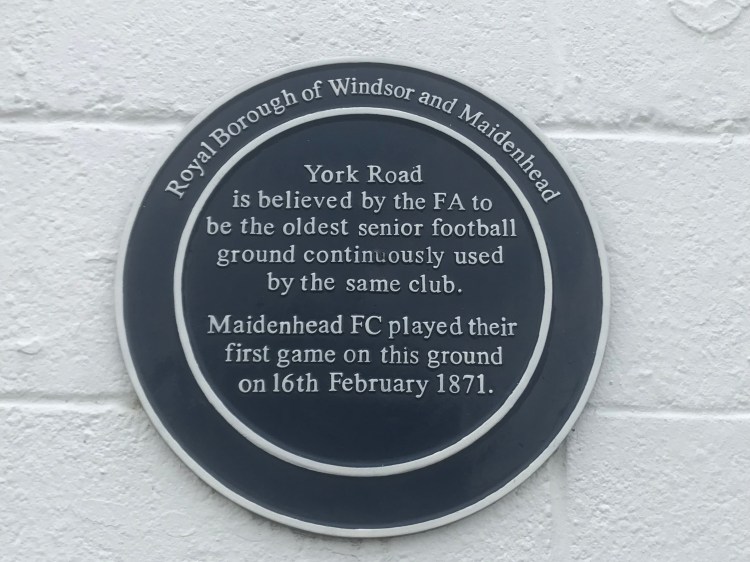 Royal Borough of Windsor and Maidenhead
York Road
is believed by the FA to
be the oldest senior football
ground continuously used
by the same club.
Maidenhead FC played their
first game on this ground
on 16th February 1871.